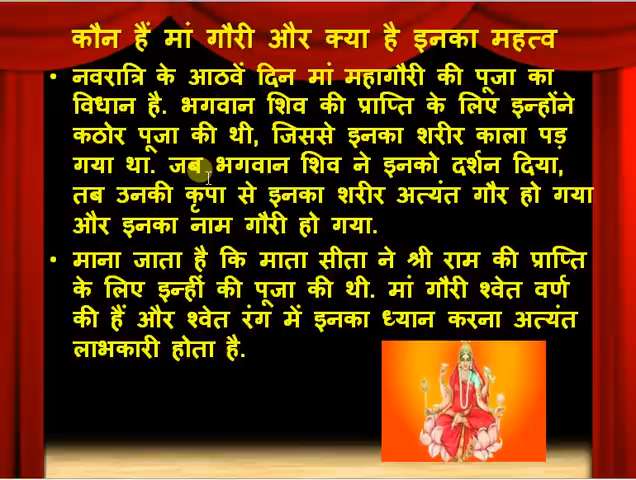 कौन हैं मां गौरी और क्या है इनका महत्व
• नवरात्रि के आठवें दिन मां महागौरी की पूजा का
विधान है. भगवान शिव की प्राप्ति के लिए इन्होंने
कठोर पूजा की थी, जिससे इनका शरीर काला पड़
गया था. जब भगवान शिव ने इनको दर्शन दिया,
तब उनकी कृपा से इनका शरीर अत्यंत गौर हो गया
और इनका नाम गौरी हो गया.
• माना जाता है कि माता सीता ने श्री राम की प्राप्ति
के लिए इन्हीं की पूजा की थी. मां गौरी श्वेत वर्ण
की हैं और श्वेत रंग में इनका ध्यान करना अत्यंत
लाभकारी होता है.